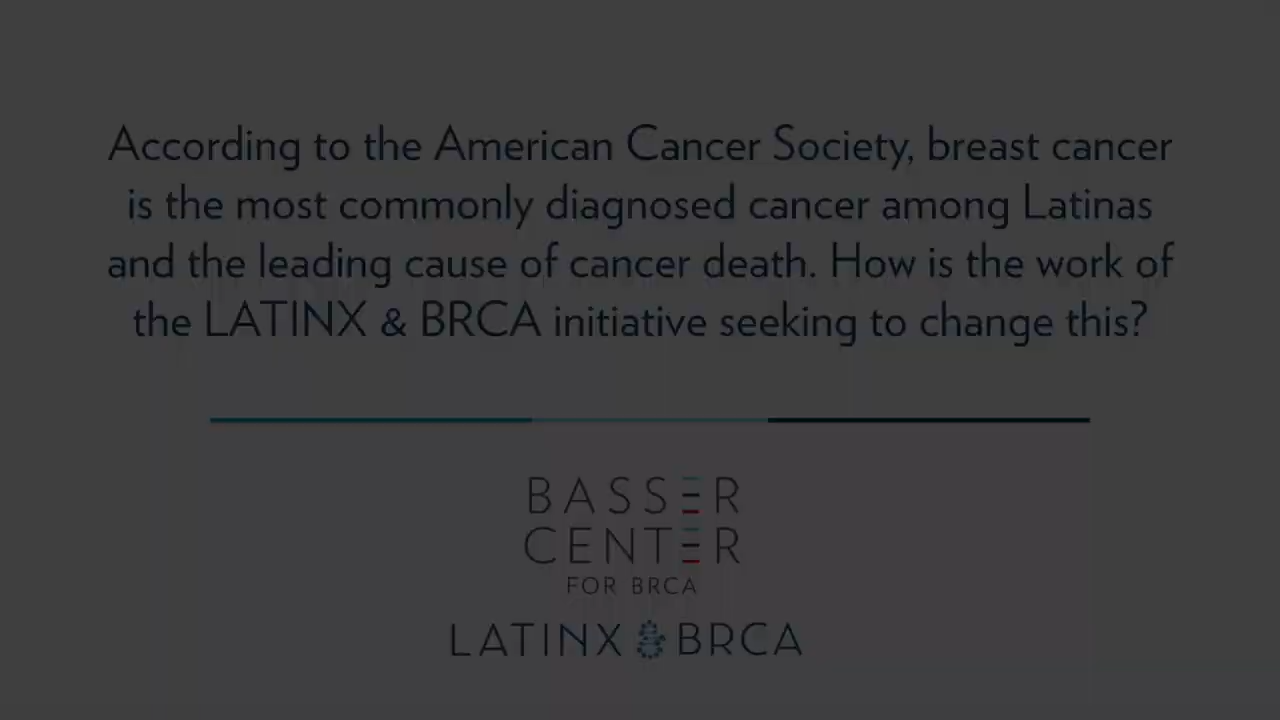 According to the American Cancer Society, breast cancer
is the most commonly diagnosed cancer among Latinas
and the leading cause of cancer death. How is the work of
the LATINX & BRCA initiative seeking to change this?
BASSER
CENTER
FOR BRCA
LATINX & BRCA